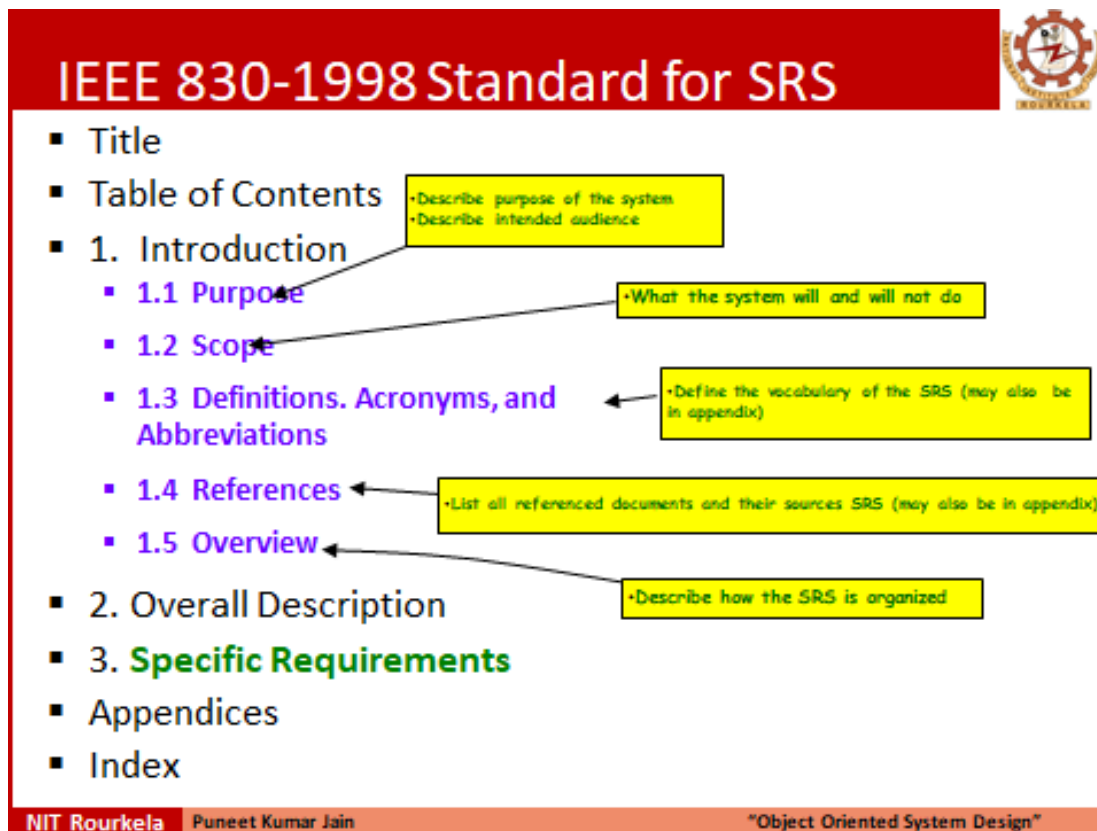 IEEE 830-1998 Standard for SRS
ROURKELA
▪ Title
▪ Table of Contents
•Describe purpose of the system
•Describe intended audience
▪ 1. Introduction
▪ 1.1 Purpose
•What the system will and will not do
▪ 1.2 Scope
▪ 1.3 Definitions. Acronyms, and
Abbreviations
•Define the vocabulary of the SRS (may also be
in appendix)
▪ 1.4 References
•List all referenced documents and their sources SRS (may also be in appendix)
▪ 1.5 Overview
•Describe how the SRS is organized
▪ 2. Overall Description
▪ 3. Specific Requirements
▪ Appendices
▪ Index
NIT Rourkela Puneet Kumar Jain "Object Oriented System Design"